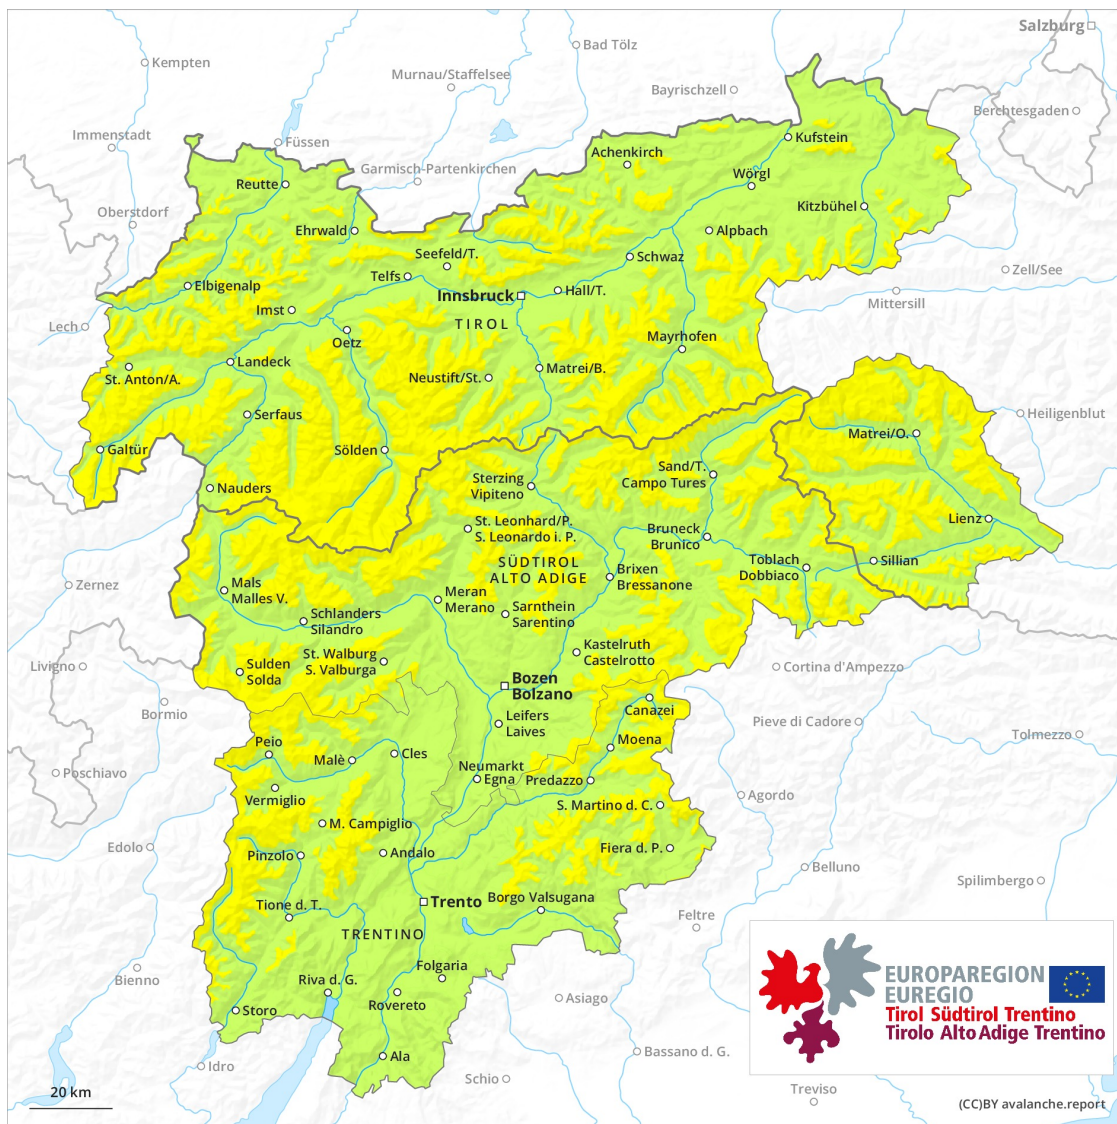 Salzburg
Bad Tölz
Kempten
Murnau/Staffelsee
Bayrischzell
Berchtesgaden
Immenstadt
Füssen
Kufstein
Achenkirch
Garmisch-Partenkirchen
Wörgl
Reutte
Oberstdorf
Kitzbühel
Ehrwald
Alpbach
Seefeld/T.
Schwaz
Telfs
Zell/See
Elbigenalp
Innsbruck
Hall/T.
Mittersill
Imst
TIROL
Lech
Oetz
Mayrhofen
Landeck
Matrei/B.
St. Anton/A.
Neustift/St.
Serfaus
Heiligenblut
Matrei/O.
Galtür
Sölden
Sand/T.
Campo Tures
Sterzing
Vipiteno
Nauders
Lienz
St. Leonhard/P.
S. Leonardo i. P.
Bruneck
Brunico
SÜDTIROL
ALTO ADIGE
Toblach
Dobbiaco
Sillian
Brixen
Bressanone
Zernez
Mals
Malles V.
Meran
Merano
Sarnthein
Sarentino
Schlanders
Silandro
Kastelruth
Castelrotto
St. Walburg
S. Valburga
Livigno
Sulden
Solda
Cortina d'Ampezzo
Bozen
Bolzano
Canazei
Bormio
Leifers
Laives
Pieve di Cadore
Tolmezzo
Peio
Moena
Cles
Malè
Poschiavo
Neumarkt
Egna
Predazzo
Vermiglio
Agordo
S. Martino d. C.
M. Campiglio
Edolo
Pinzolo
Andalo
Fiera d. P.
Belluno
Spilimbergo
Borgo Valsugana
Trento
Tione d. T.
Feltre
TRENTINO
Folgaria
Bienno
Riva d. G.
Rovereto
Asiago
Storo
Bassano d. G.
Ala
Idro
Schio
Treviso
20 km
EUROPAREGION
EUREGIO
Tirol Südtirol Trentino
Tirolo Alto Adige Trentino
(CC)BY avalanche.report